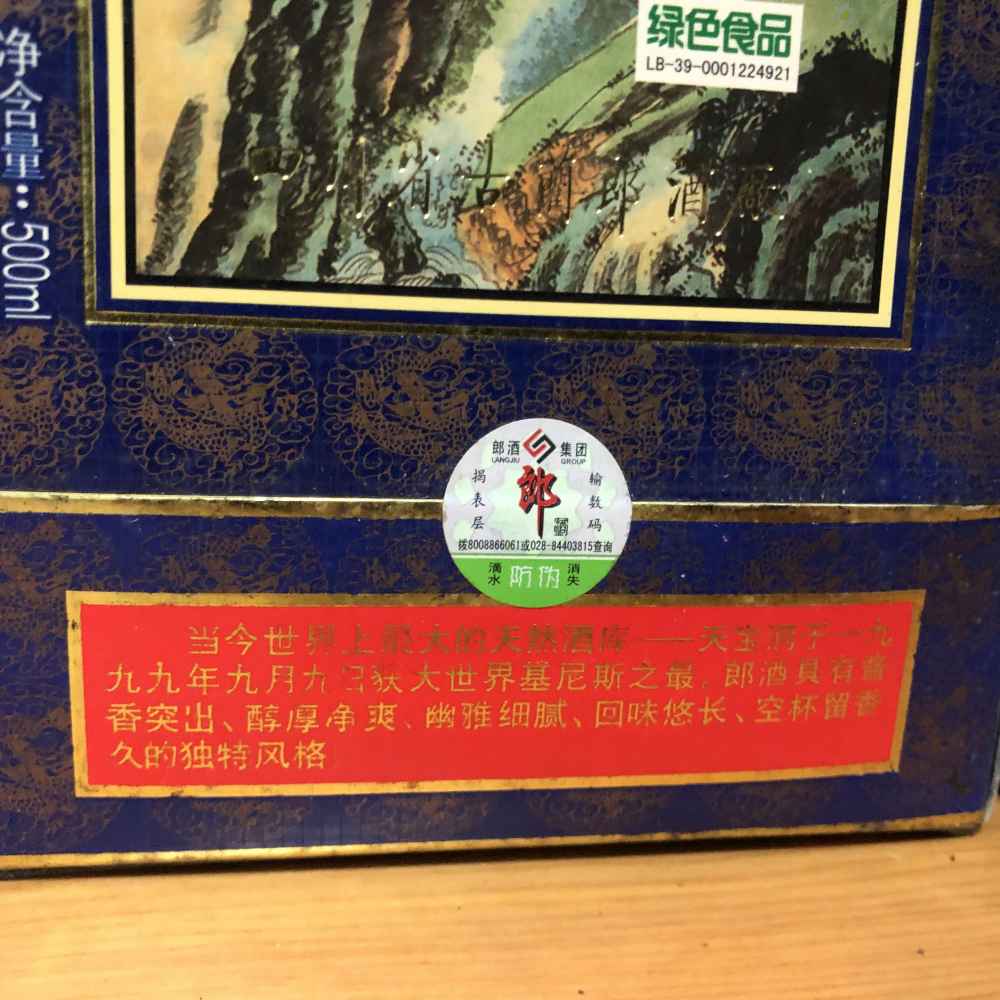 绿色食品
LB-39-0001224921
净含量:500ml
省古蔺郎酒
郎酒 集团
LANGJIU GROUP
郎
揭表层
输数码
拨8008866061或028-84403815查询
滴水 防伪 消失
当今世界上最大的天然酒库——天宝洞于一九
九九年九月九日获大世界基尼斯之最,郎酒具有酱
香突出、醇厚净爽、幽雅细腻、回味悠长、空杯留香
久的独特风格